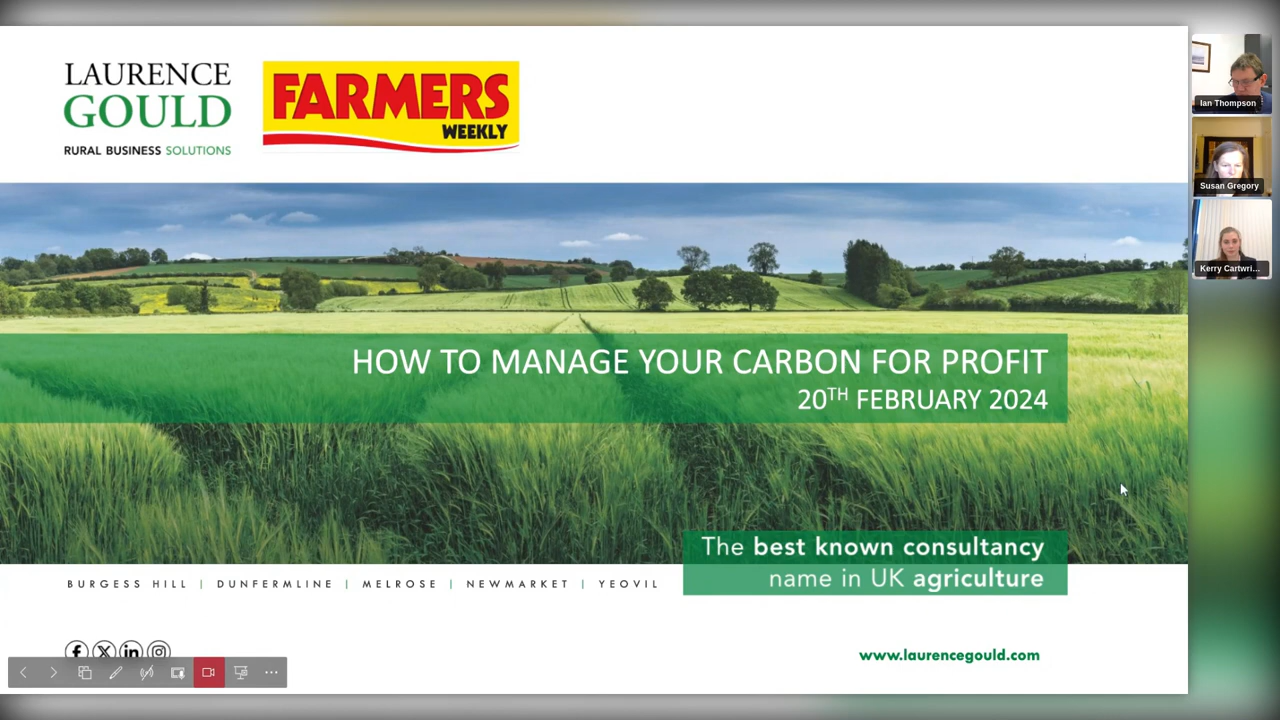 LAURENCE
GOULD
RURAL BUSINESS SOLUTIONS
FARMERS
WEEKLY
Ian Thompson
Susan Gregory
Kerry Cartwri...
HOW TO MANAGE YOUR CARBON FOR PROFIT
20TH FEBRUARY 2024
The best known consultancy
name in UK agriculture
BURGESS HILL | DUNFERMLINE | MELROSE | NEWMARKET | YEOVIL
www.laurencegould.com